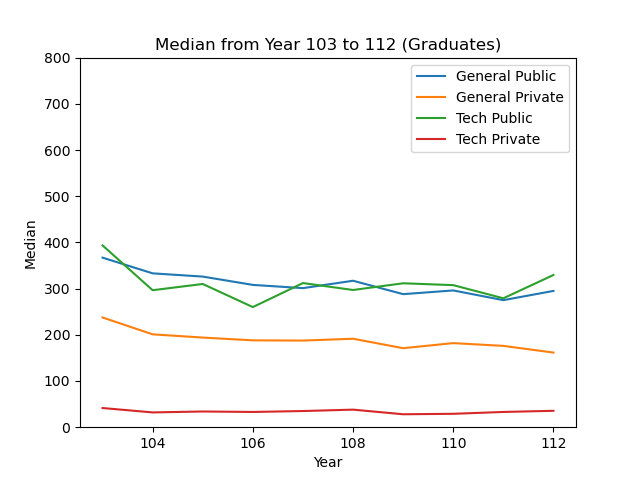 Median from Year 103 to 112 (Graduates)
800
700
600
500
400
300
200
100
0
Median
General Public
General Private
Tech Public
Tech Private
104
106
108
110
112
Year